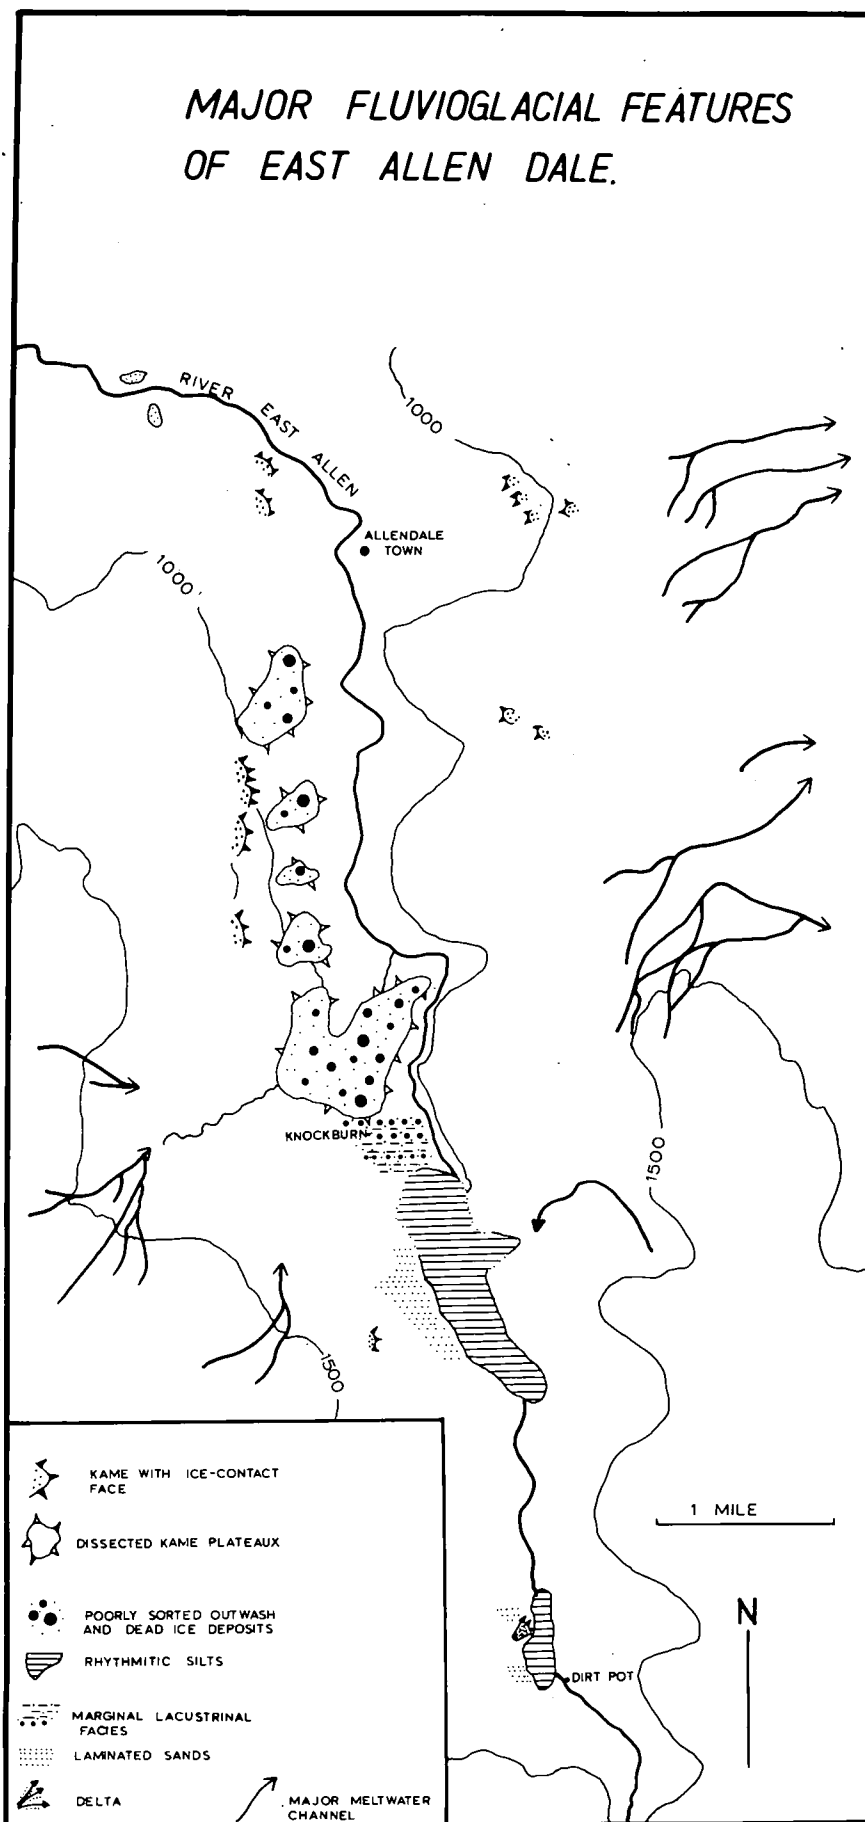 MAJOR FLUVIOGLACIAL FEATURES
OF EAST ALLEN DALE.
RIVER EAST ALLEN
1000
ALLENDALE
TOWN
1000'
KNOCKBURN
1500
1500
KAME WITH ICE-CONTACT
FACE
DISSECTED KAME PLATEAUX
POORLY SORTED OUTWASH
AND DEAD ICE DEPOSITS
RHYTHMITIC SILTS
MARGINAL LACUSTRINAL
FACIES
LAMINATED SANDS
DELTA
MAJOR MELTWATER
CHANNEL
1 MILE
N
DIRT POT